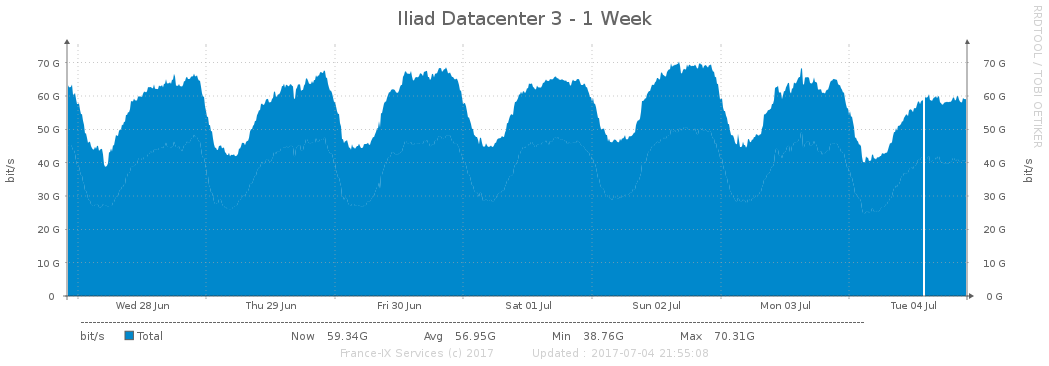 Iliad Datacenter 3 - 1 Week
RRDTOOL / TOBI OETIKER
bit/s
70 G
60 G
50 G
40 G
30 G
20 G
10 G
0
70 G
60 G
50 G
40 G
30 G
20 G
10 G
0 G
bit/s
Wed 28 Jun Thu 29 Jun Fri 30 Jun Sat 01 Jul Sun 02 Jul Mon 03 Jul Tue 04 Jul
bit/s Total Now 59.34G Avg 56.95G Min 38.76G Max 70.31G
France-IX Services (c) 2017 Updated : 2017-07-04 21:55:08